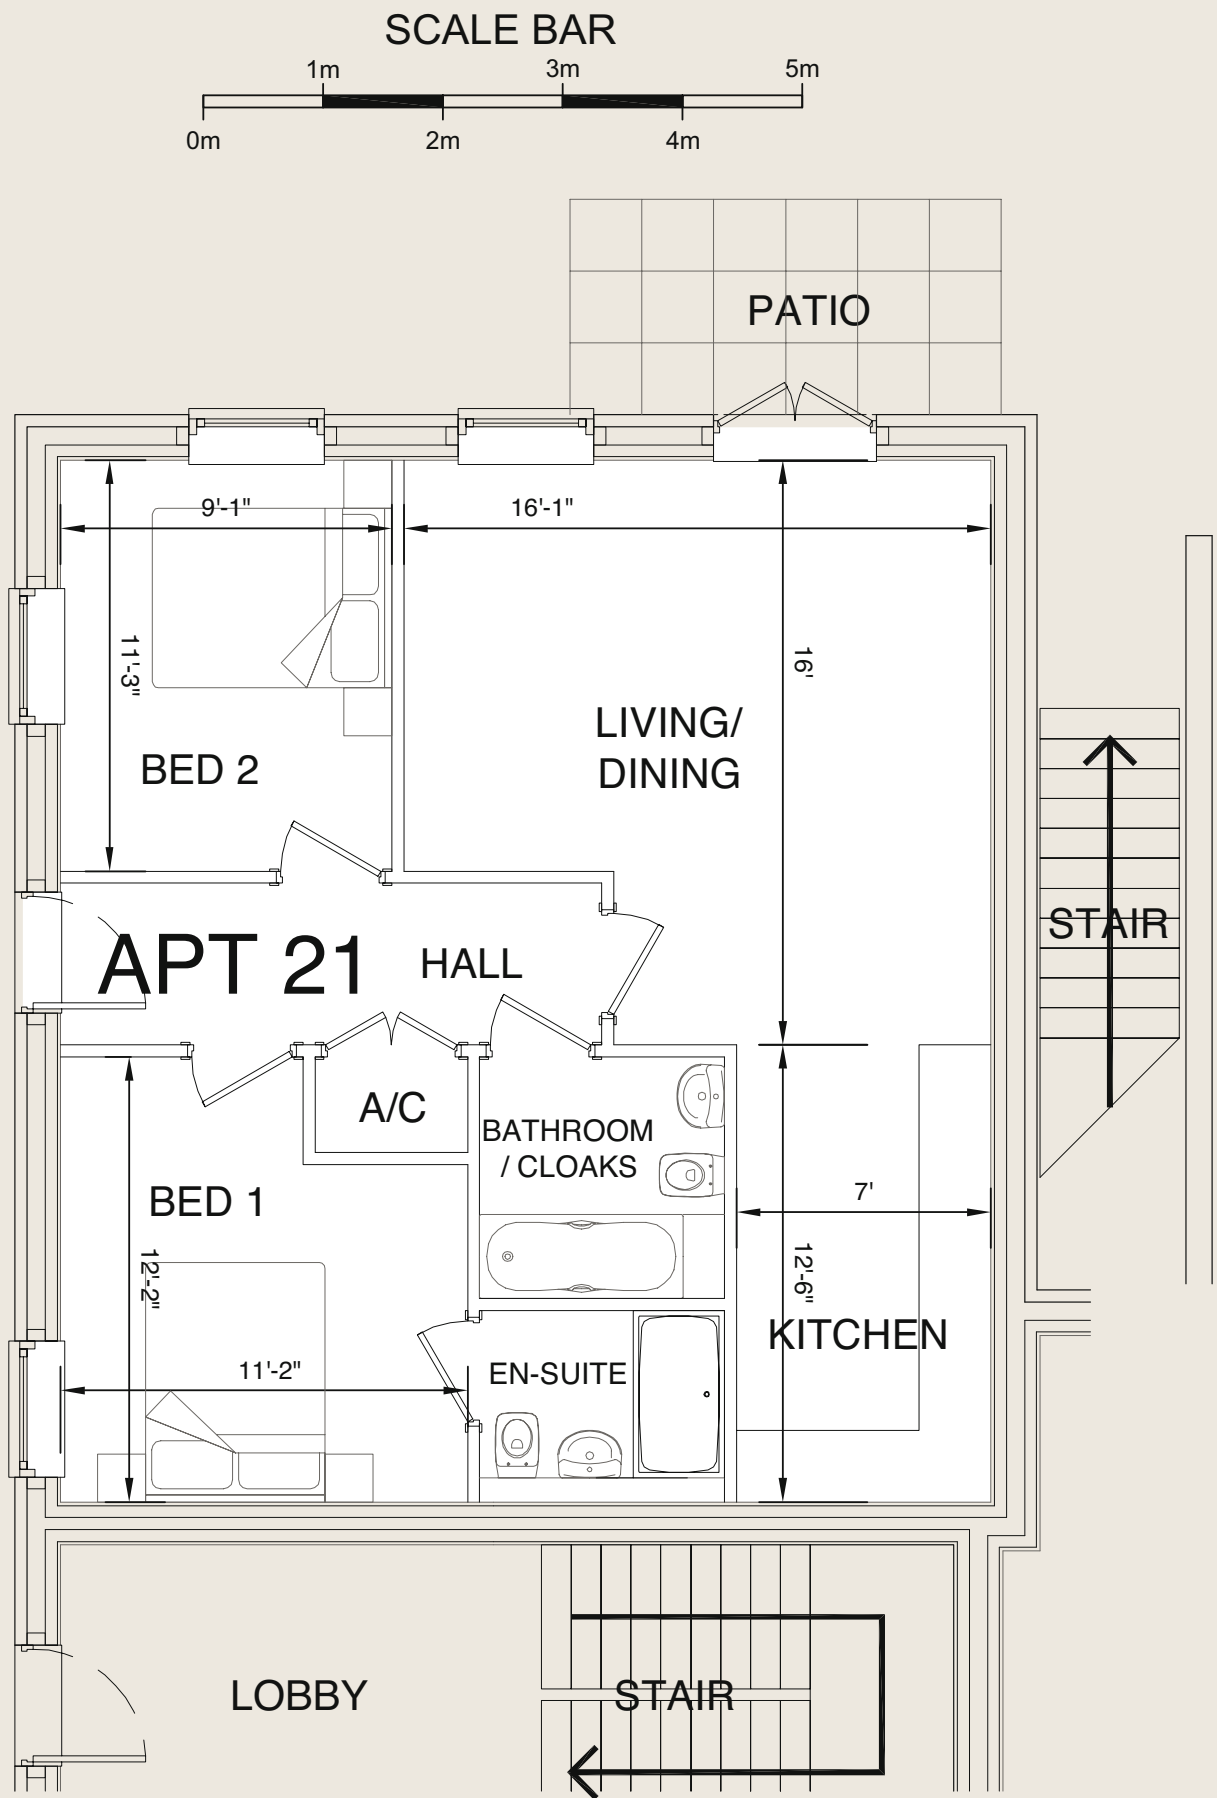 SCALE BAR
1m 3m 5m
0m 2m 4m
PATIO
9'-1" 16'-1"
11'-3"
16'
LIVING/
DINING
BED 2
STAIR
APT 21 HALL
A/C
BATHROOM
/ CLOAKS
BED 1
7'
12'-2"
12'-6"
KITCHEN
11'-2"
EN-SUITE
LOBBY
STAIR